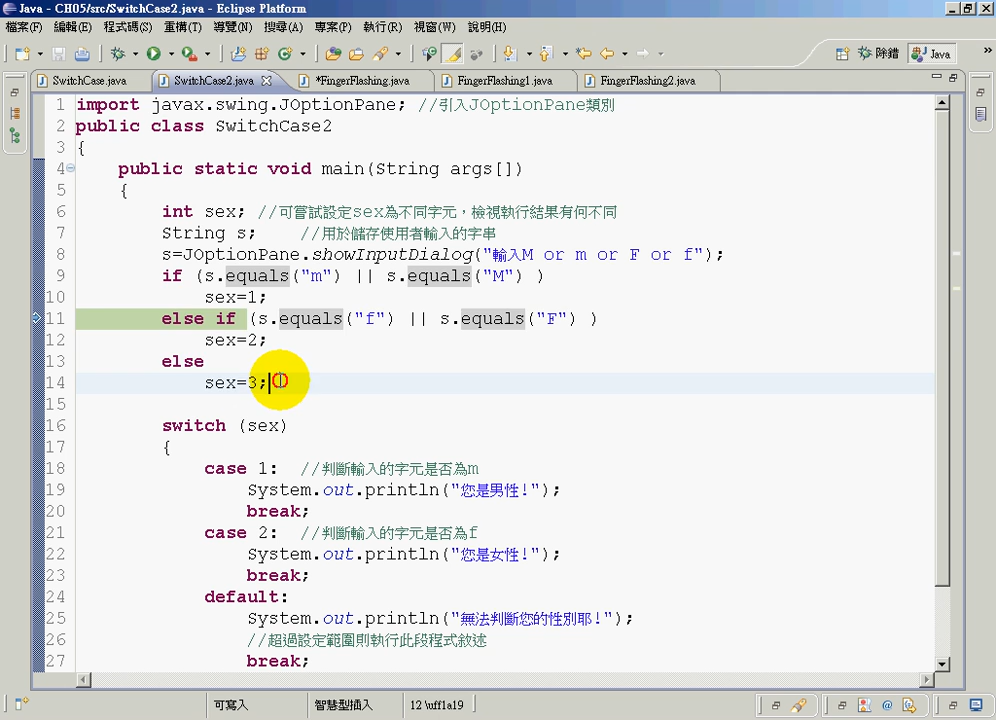 Java - CH05/src/SwitchCase2.java - Eclipse Platform
檔案(F) 編輯(E) 程式碼(S) 重構(T) 導覽(N) 搜尋(A) 專案(P) 執行(R) 視窗(W) 說明(H)
除錯 Java
SwitchCase.java SwitchCase2.java *FingerFlashing.java FingerFlashing1.java FingerFlashing2.java
1 import javax.swing.JOptionPane; //引入JOptionPane類別
2 public class SwitchCase2
3 {
4 public static void main(String args[])
5 {
6 int sex; //可嘗試設定sex為不同字元，檢視執行結果有何不同
7 String s; //用於儲存使用者輸入的字串
8 s=JOptionPane.showInputDialog("輸入M or m or F or f");
9 if (s.equals("m") || s.equals("M") )
10 sex=1;
11 else if (s.equals("f") || s.equals("F") )
12 sex=2;
13 else
14 sex=3;
15
16 switch (sex)
17 {
18 case 1: //判斷輸入的字元是否為m
19 System.out.println("您是男性!");
20 break;
21 case 2: //判斷輸入的字元是否為f
22 System.out.println("您是女性!");
23 break;
24 default:
25 System.out.println("無法判斷您的性別耶!");
26 //超過設定範圍則執行此段程式敘述
27 break;
可寫入 智慧型插入 12 \uff1a19